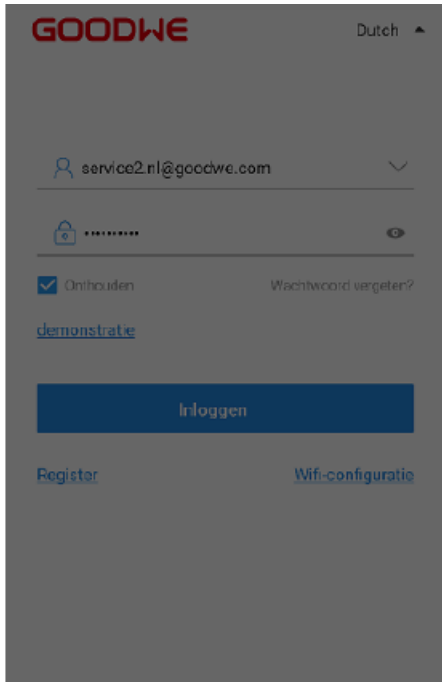 GOODWE Dutch
service2.nl@goodwe.com
••••••••••
Onthouden Wachtwoord vergeten?
demonstratie
Inloggen
Register Wifi-configuratie